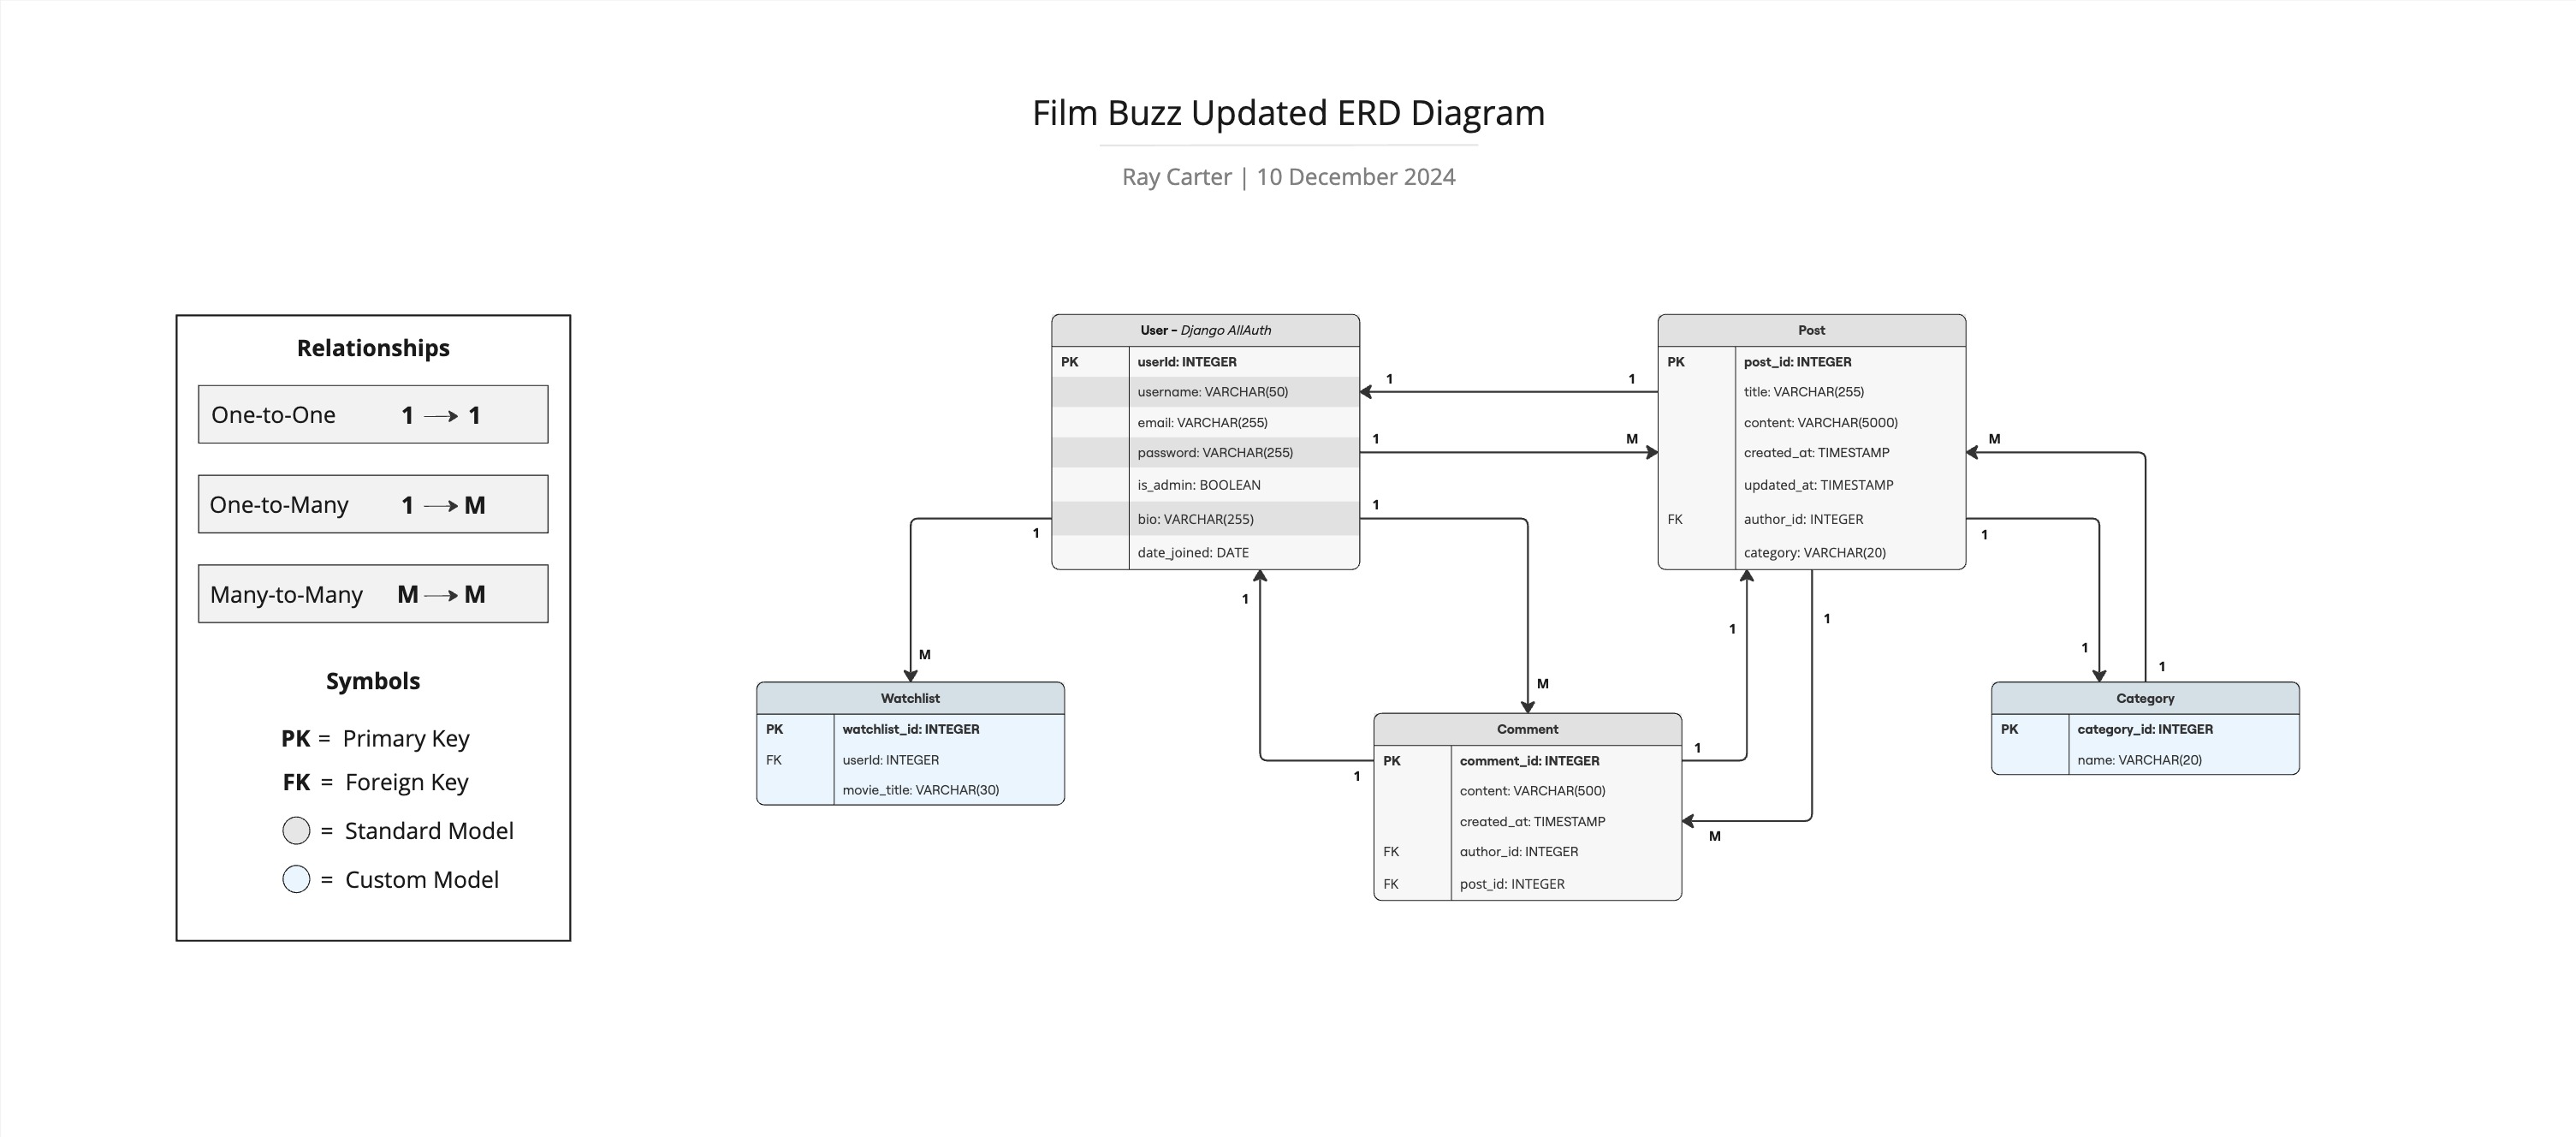 Film Buzz Updated ERD Diagram
Ray Carter | 10 December 2024
Relationships
One-to-One 1 → 1
One-to-Many 1 → M
Many-to-Many M → M
Symbols
PK = Primary Key
FK = Foreign Key
= Standard Model
= Custom Model
User – Django AllAuth
PK userId: INTEGER
username: VARCHAR(50)
email: VARCHAR(255)
password: VARCHAR(255)
is_admin: BOOLEAN
bio: VARCHAR(255)
date_joined: DATE
1 1
1 M
1
1
1
M
M
1
1
Post
PK post_id: INTEGER
title: VARCHAR(255)
content: VARCHAR(5000)
created_at: TIMESTAMP
updated_at: TIMESTAMP
FK author_id: INTEGER
category: VARCHAR(20)
M
1
1
1
1
1
1
M
Watchlist
PK watchlist_id: INTEGER
FK userId: INTEGER
movie_title: VARCHAR(30)
Comment
PK comment_id: INTEGER
content: VARCHAR(500)
created_at: TIMESTAMP
FK author_id: INTEGER
FK post_id: INTEGER
Category
PK category_id: INTEGER
name: VARCHAR(20)